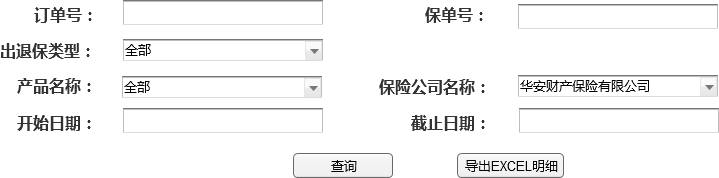 订单号： 保单号：
出退保类型： 全部
产品名称： 全部 保险公司名称： 华安财产保险有限公司
开始日期： 截止日期：
查询 导出EXCEL明细